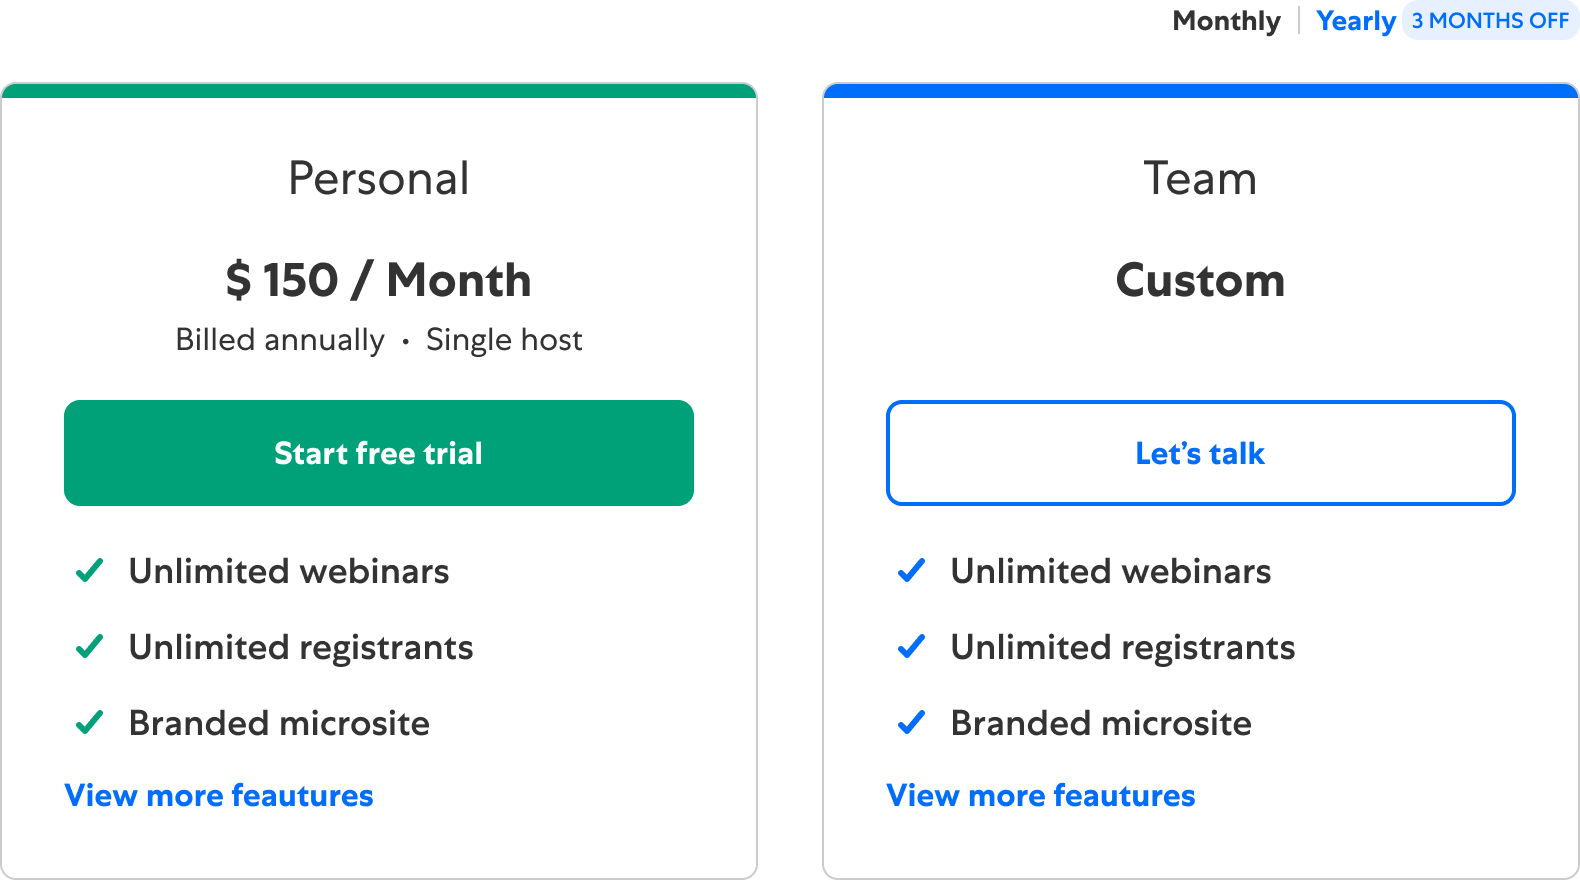 Monthly | Yearly 3 MONTHS OFF
Personal
$ 150 / Month
Billed annually • Single host
Start free trial
Unlimited webinars
Unlimited registrants
Branded microsite
View more feautures
Team
Custom
Let’s talk
Unlimited webinars
Unlimited registrants
Branded microsite
View more feautures